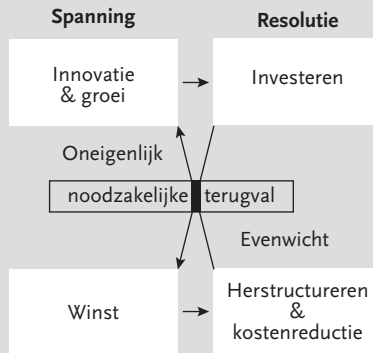 Spanning Resolutie
Innovatie
& groei
Investeren
Oneigenlijk
noodzakelijke terugval
Evenwicht
Winst
Herstructureren
&
kostenreductie